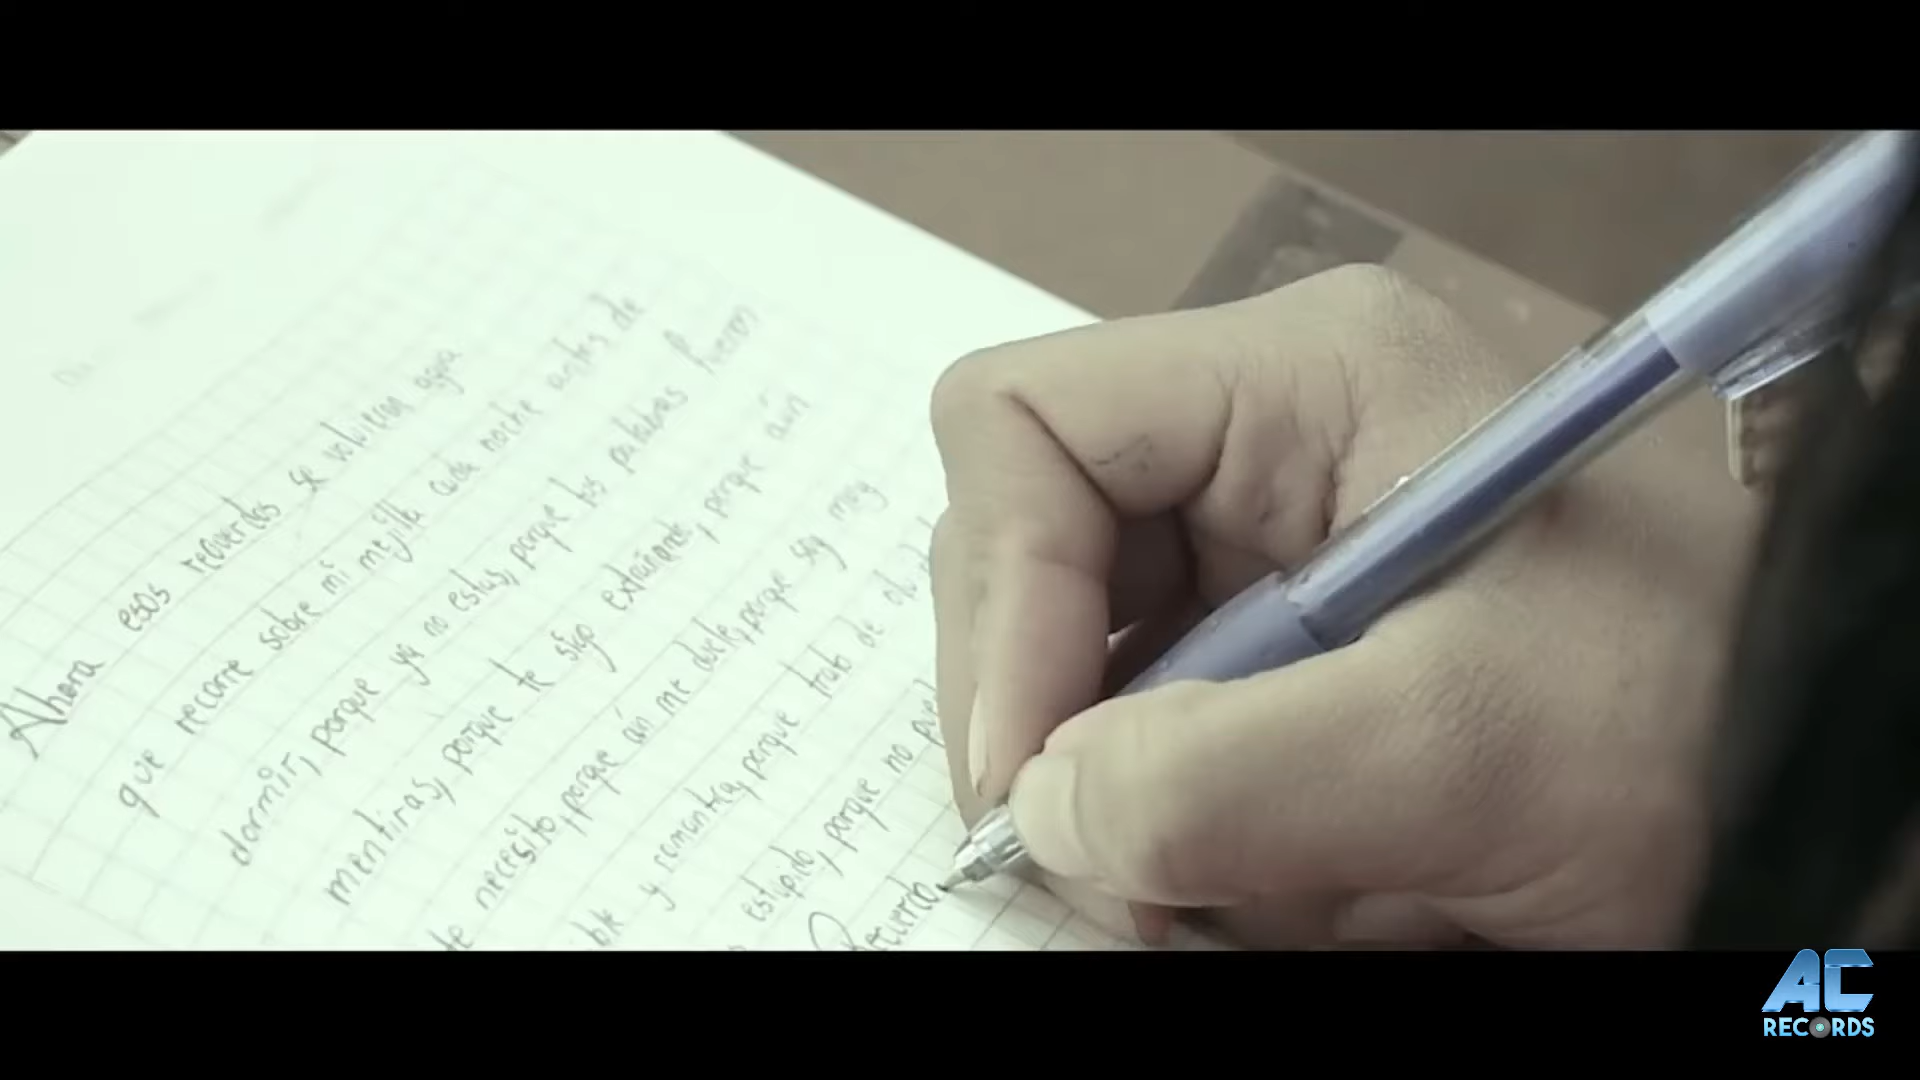 Ahora esos recuerdos se volvieron agua
que recorre sobre mi mejilla cada noche antes de
dormir, porque ya no estas, porque tus palabras fueron
mentiras, porque te sigo extrañando, porque aún
te necesito, porque aún me duele, porque soy muy
y romantica, porque trato de
estúpido, porque no
Recuerdo
AC
RECORDS